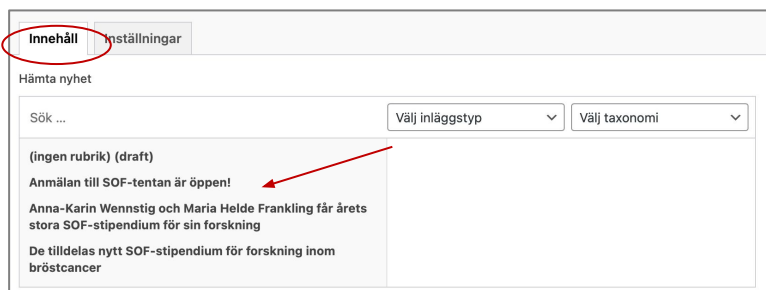 Innehåll
Inställningar
Hämta nyhet
Sök ...
Välj inläggstyp
Välj taxonomi
(ingen rubrik) (draft)
Anmälan till SOF-tentan är öppen!
Anna-Karin Wennstig och Maria Helde Frankling får årets
stora SOF-stipendium för sin forskning
De tilldelas nytt SOF-stipendium för forskning inom
bröstcancer